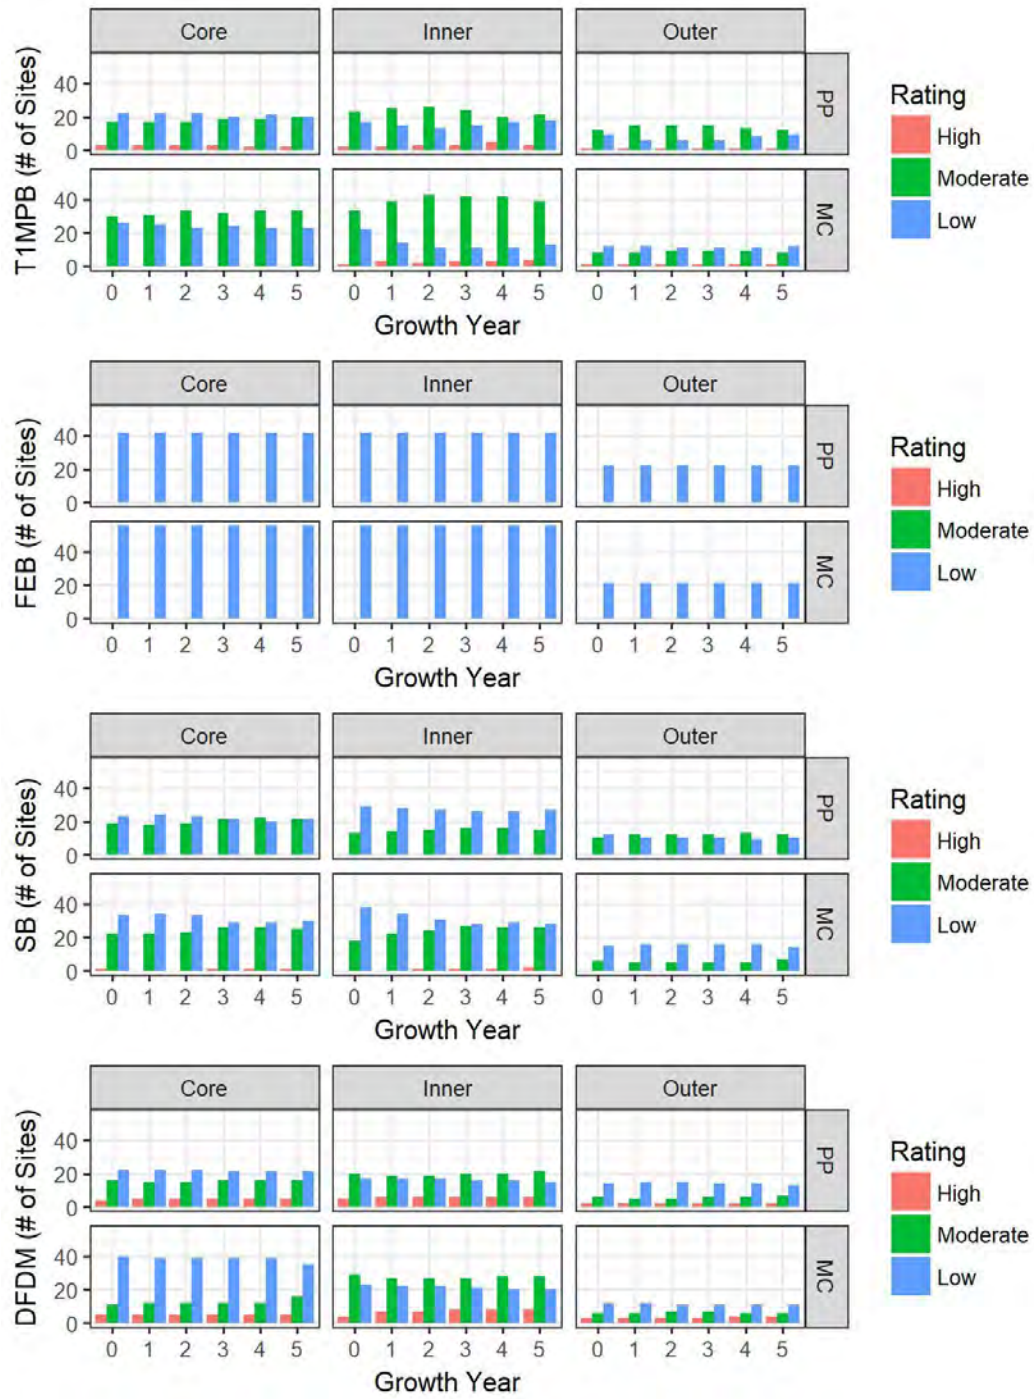 Core Inner Outer
T1MPB (# of Sites)
40
20
0
PP
40
20
0
MC
0 1 2 3 4 5 0 1 2 3 4 5 0 1 2 3 4 5
Growth Year
Rating
High
Moderate
Low
Core Inner Outer
FEB (# of Sites)
40
20
0
PP
40
20
0
MC
0 1 2 3 4 5 0 1 2 3 4 5 0 1 2 3 4 5
Growth Year
Rating
High
Moderate
Low
Core Inner Outer
SB (# of Sites)
40
20
0
PP
40
20
0
MC
0 1 2 3 4 5 0 1 2 3 4 5 0 1 2 3 4 5
Growth Year
Rating
High
Moderate
Low
Core Inner Outer
DFDM (# of Sites)
40
20
0
PP
40
20
0
MC
0 1 2 3 4 5 0 1 2 3 4 5 0 1 2 3 4 5
Growth Year
Rating
High
Moderate
Low